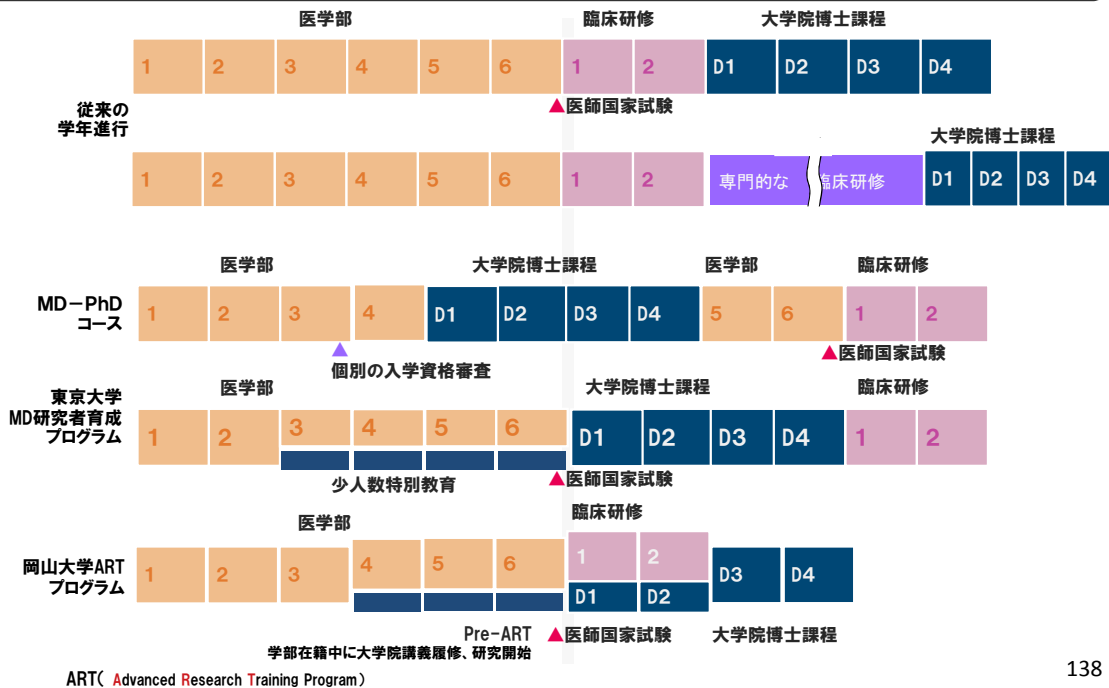 医学部 臨床研修 大学院博士課程
1 2 3 4 5 6 1 2 D1 D2 D3 D4
▲医師国家試験
従来の
学年進行
大学院博士課程
1 2 3 4 5 6 1 2 専門的な 臨床研修 D1 D2 D3 D4
医学部 大学院博士課程 医学部 臨床研修
MD−PhD
コース
1 2 3 4 D1 D2 D3 D4 5 6 1 2
▲医師国家試験
▲
個別の入学資格審査
医学部 大学院博士課程 臨床研修
東京大学
MD研究者育成
プログラム
1 2 3 4 5 6 D1 D2 D3 D4 1 2
▲医師国家試験
少人数特別教育
医学部 臨床研修
岡山大学ART
プログラム
1 2 3 4 5 6 1 2 D3 D4
D1 D2
Pre−ART ▲医師国家試験 大学院博士課程
学部在籍中に大学院講義履修、研究開始
ART( Advanced Research Training Program)
138